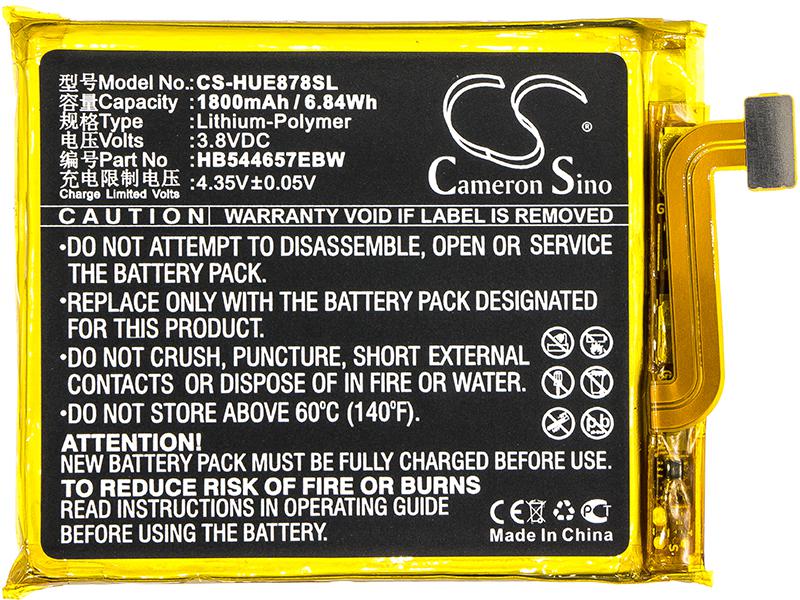 型号Model No.:CS-HUE878SL
容量Capacity:1800mAh / 6.84Wh
规格Type:Lithium-Polymer
电压Volts:3.8VDC
编号Part No:HB544657EBW
充电限制电压:4.35V±0.05V
Charge Limited Volts
CS
®
Cameron Sino
CAUTION WARRANTY VOID IF LABEL IS REMOVED
•DO NOT ATTEMPT TO DISASSEMBLE, OPEN OR SERVICE
THE BATTERY PACK.
•REPLACE ONLY WITH THE BATTERY PACK DESIGNATED
FOR THIS PRODUCT.
•DO NOT CRUSH, PUNCTURE, SHORT EXTERNAL
CONTACTS OR DISPOSE OF IN FIRE OR WATER.
•DO NOT STORE ABOVE 60°C (140°F).
ATTENTION!
NEW BATTERY PACK MUST BE FULLY CHARGED BEFORE USE.
TO REDUCE RISK OF FIRE OR BURNS
READ INSTRUCTIONS IN OPERATING GUIDE
BEFORE USING THE BATTERY.
CE PCT
Made In China